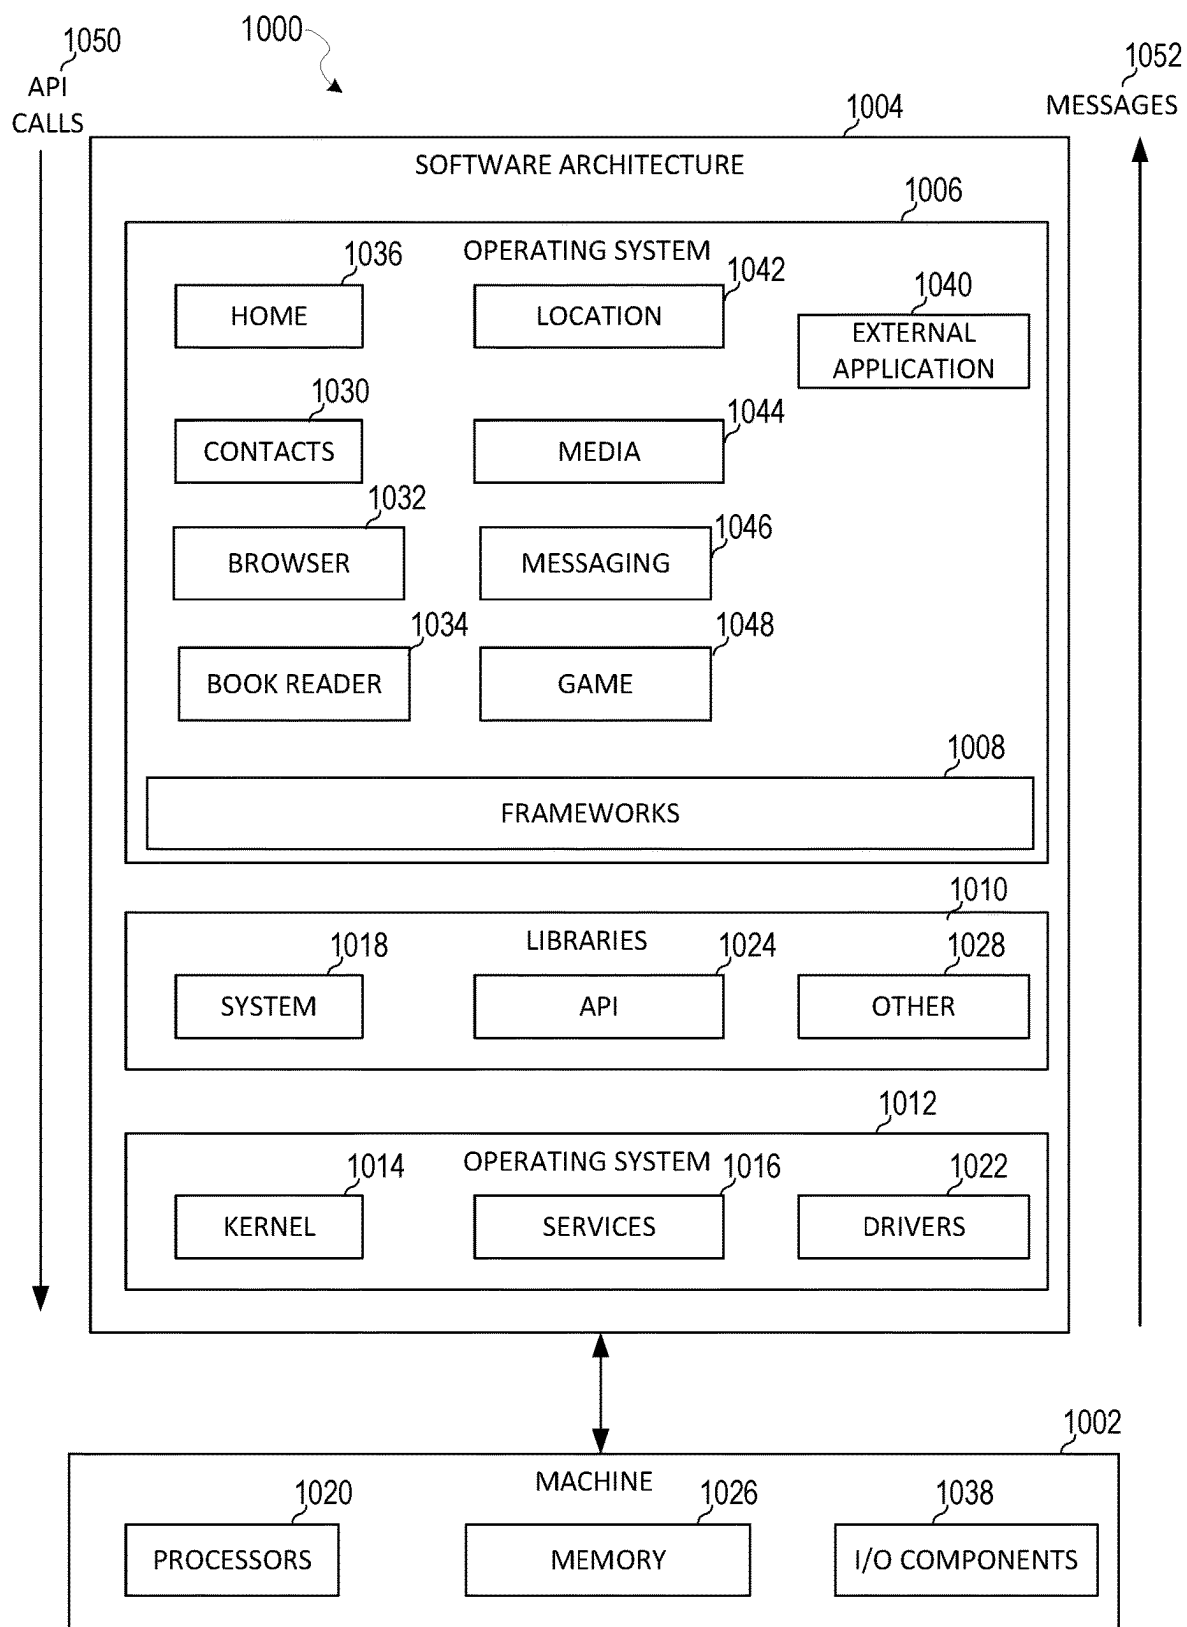 1000
1050
API
CALLS
1052
MESSAGES
1004
SOFTWARE ARCHITECTURE
1006
OPERATING SYSTEM
1036
HOME
1042
LOCATION
1040
EXTERNAL
APPLICATION
1030
CONTACTS
1044
MEDIA
1032
BROWSER
1046
MESSAGING
1034
BOOK READER
1048
GAME
1008
FRAMEWORKS
1010
LIBRARIES
1018
SYSTEM
1024
API
1028
OTHER
1012
OPERATING SYSTEM
1014
KERNEL
1016
SERVICES
1022
DRIVERS
1002
MACHINE
1020
PROCESSORS
1026
MEMORY
1038
I/O COMPONENTS